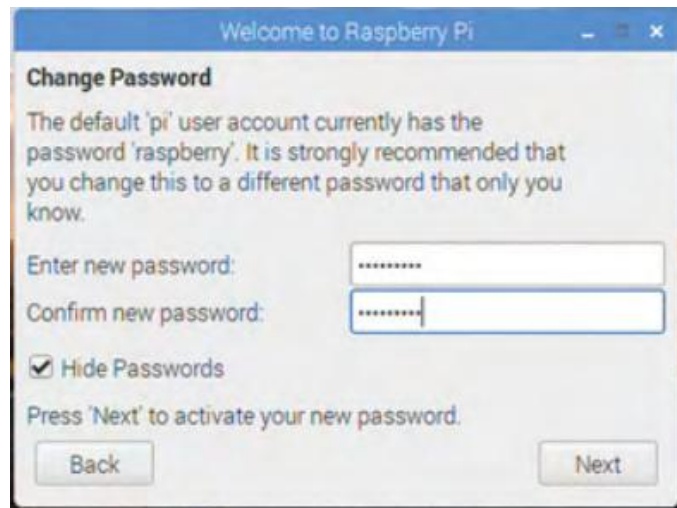 Welcome to Raspberry Pi
Change Password
The default 'pi' user account currently has the
password 'raspberry'. It is strongly recommended that
you change this to a different password that only you
know.
Enter new password: •••••••••
Confirm new password: •••••••••
Hide Passwords
Press 'Next' to activate your new password.
Back Next